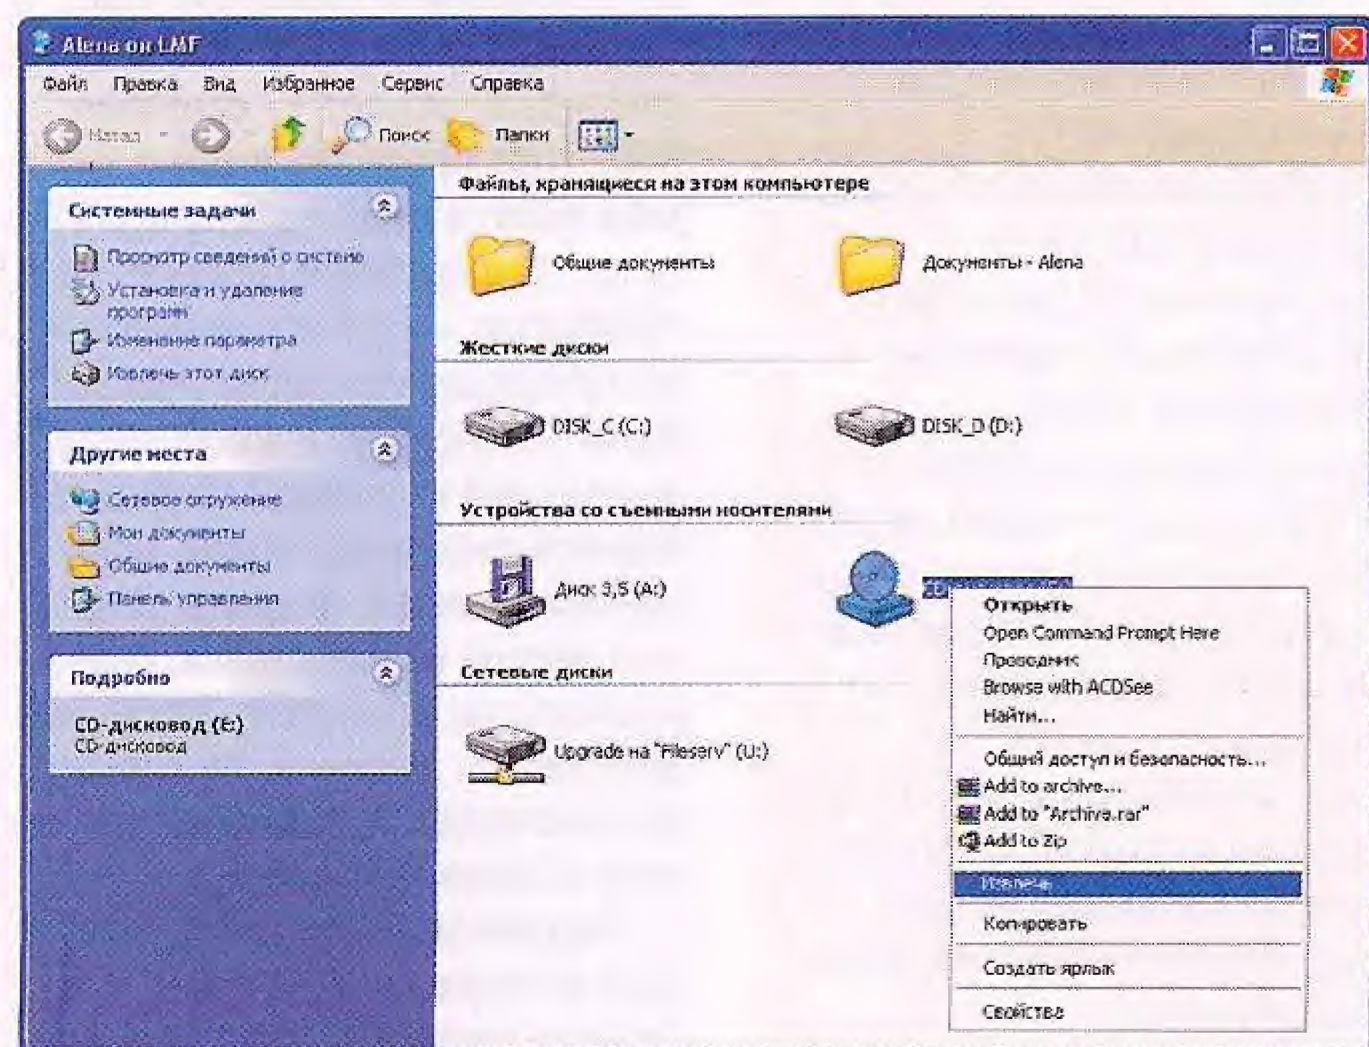 Alena on LMF
Файл Правка Вид Избранное Сервис Справка
Назад Поиск Папки
Системные задачи
Просмотр сведений о системе
Установка и удаление
программ
Изменение параметра
Извлечь этот диск
Другие места
Сетевое окружение
Мои документы
Общие документы
Панель управления
Подробно
CD-дисковод (E:)
CD-дисковод
Файлы, хранящиеся на этом компьютере
Общие документы Документы - Alena
Жесткие диски
DISK_C (C:) DISK_D (D:)
Устройства со съемными носителями
Диск 3,5 (A:)
Сетевые диски
Upgrade на "Fileserv" (U:)
Открыть
Open Command Prompt Here
Проводник
Browse with ACDSee
Найти...
Общий доступ и безопасность...
Add to archive...
Add to "Archive.rar"
Add to Zip
Извлечь
Копировать
Создать ярлык
Свойства